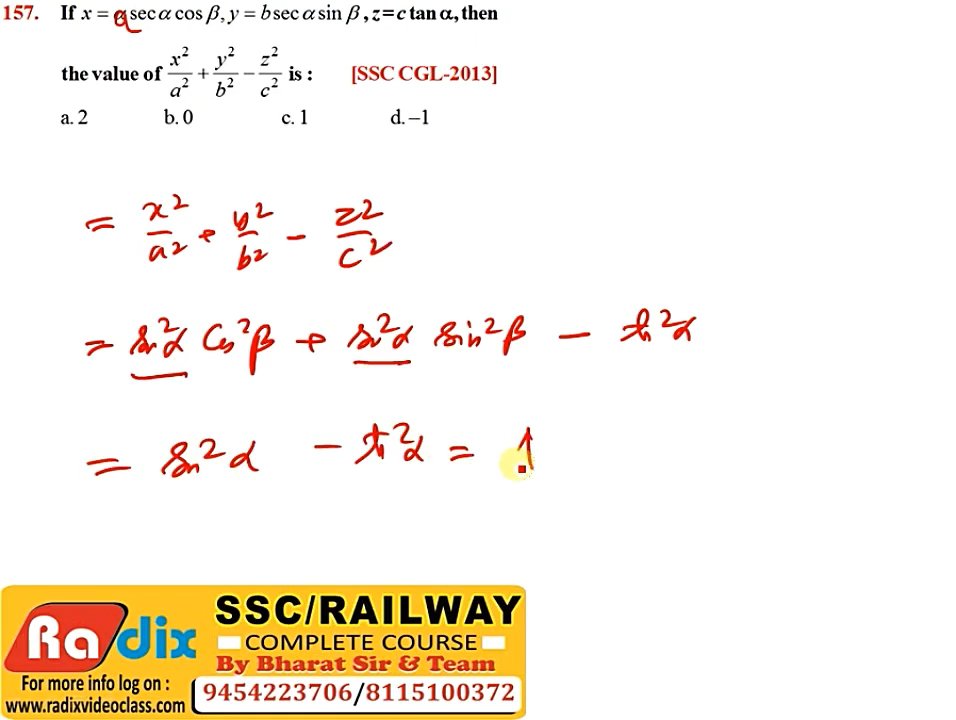 157. If x = a sec α cos β, y = b sec α sin β, z = c tan α, then
the value of x²/a² + y²/b² − z²/c² is : [SSC CGL-2013]
a. 2 b. 0 c. 1 d. −1
= x²/a² + y²/b² − z²/c²
= sec²α cos²β + sec²α sin²β − tan²α
= sec²α − tan²α = 1
Radix
SSC/RAILWAY
COMPLETE COURSE
By Bharat Sir & Team
For more info log on :
www.radixvideoclass.com
9454223706/8115100372